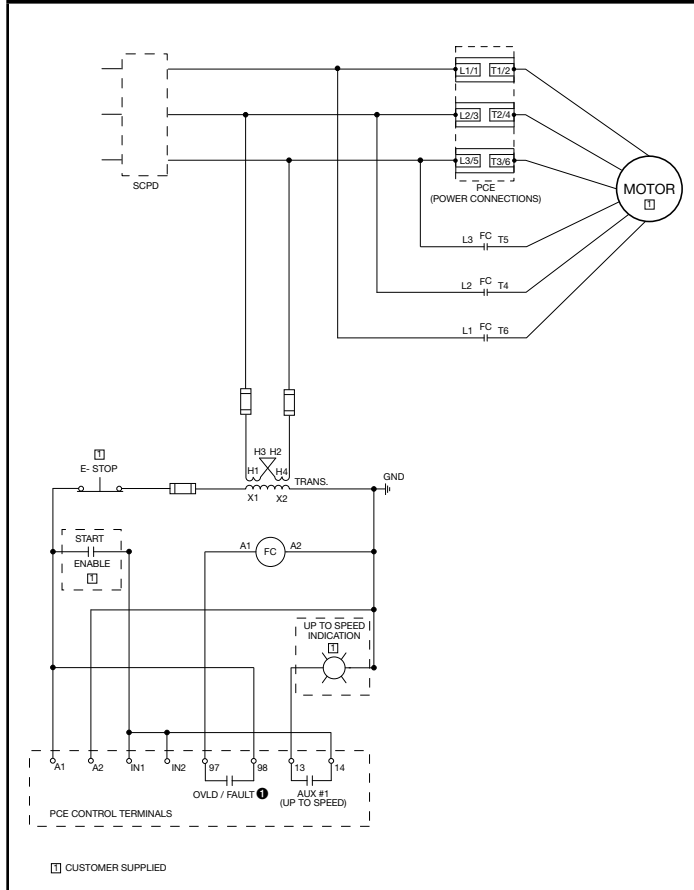 L1/1 T1/2
L2/3 T2/4
L3/5 T3/6
SCPD
PCE
(POWER CONNECTIONS)
MOTOR
1
L3 FC T5
L2 FC T4
L1 FC T6
1
E- STOP
H3 H2
H1 H4
TRANS.
X1 X2
GND
START
ENABLE
1
A1 FC A2
UP TO SPEED
INDICATION
1
A1 A2 IN1 IN2 97 98 13 14
OVLD / FAULT 1
AUX #1
(UP TO SPEED)
PCE CONTROL TERMINALS
1 CUSTOMER SUPPLIED